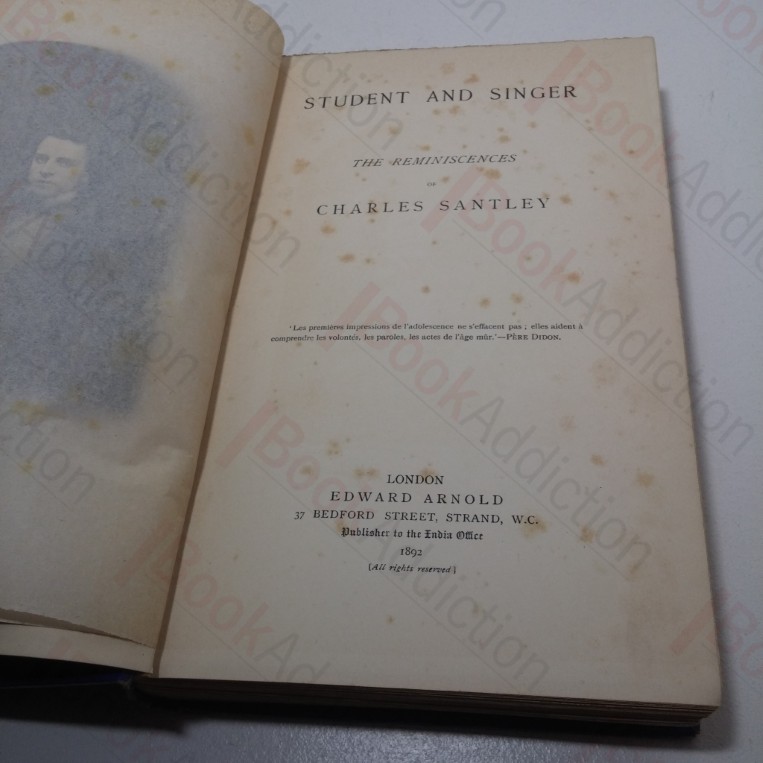 STUDENT AND SINGER
THE REMINISCENCES
OF
CHARLES SANTLEY
'Les premières impressions de l'adolescence ne s'effacent pas ; elles aident à
comprendre les volontés, les paroles, les actes de l'âge mûr.'—PÈRE DIDON.
LONDON
EDWARD ARNOLD
37 BEDFORD STREET, STRAND, W.C.
Publisher to the India Office
1892
[All rights reserved]
BookAddiction